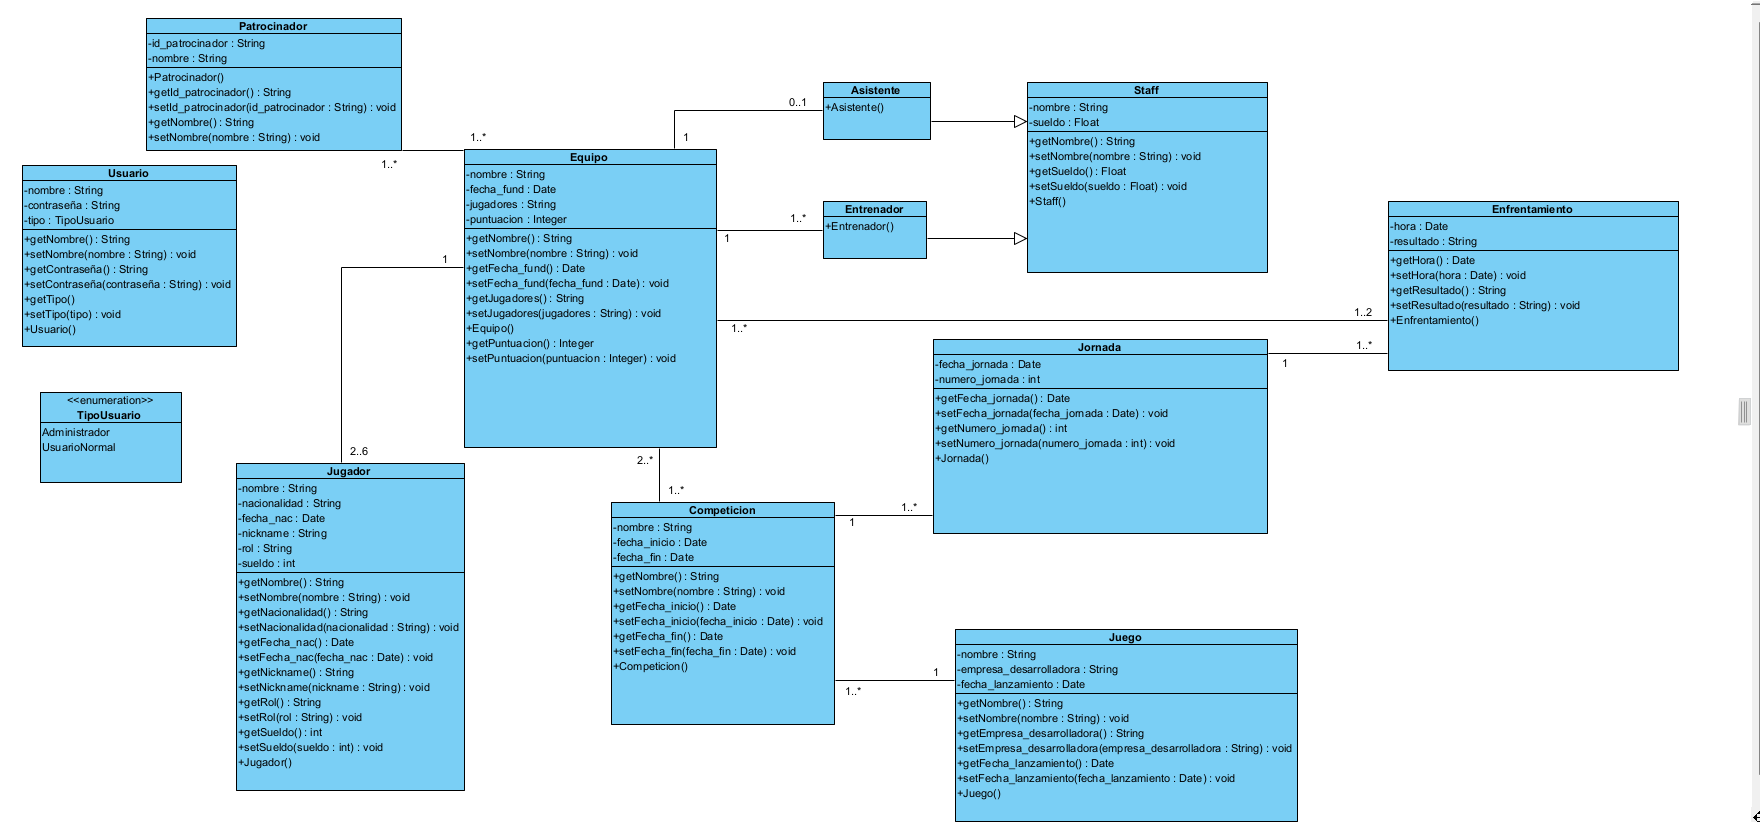 Patrocinador
-id_patrocinador : String
-nombre : String
+Patrocinador()
+getId_patrocinador() : String
+setId_patrocinador(id_patrocinador : String) : void
+getNombre() : String
+setNombre(nombre : String) : void
1..*
1..*
Usuario
-nombre : String
-contraseña : String
-tipo : TipoUsuario
+getNombre() : String
+setNombre(nombre : String) : void
+getContraseña() : String
+setContraseña(contraseña : String) : void
+getTipo()
+setTipo(tipo) : void
+Usuario()
<<enumeration>>
TipoUsuario
Administrador
UsuarioNormal
Equipo
-nombre : String
-fecha_fund : Date
-jugadores : String
-puntuacion : Integer
+getNombre() : String
+setNombre(nombre : String) : void
+getFecha_fund() : Date
+setFecha_fund(fecha_fund : Date) : void
+getJugadores() : String
+setJugadores(jugadores : String) : void
+Equipo()
+getPuntuacion() : Integer
+setPuntuacion(puntuacion : Integer) : void
1
0..1
Asistente
+Asistente()
1
1..*
Entrenador
+Entrenador()
Staff
-nombre : String
-sueldo : Float
+getNombre() : String
+setNombre(nombre : String) : void
+getSueldo() : Float
+setSueldo(sueldo : Float) : void
+Staff()
1..*
1..2
Enfrentamiento
-hora : Date
-resultado : String
+getHora() : Date
+setHora(hora : Date) : void
+getResultado() : String
+setResultado(resultado : String) : void
+Enfrentamiento()
1
1..*
Jornada
-fecha_jornada : Date
-numero_jornada : int
+getFecha_jornada() : Date
+setFecha_jornada(fecha_jornada : Date) : void
+getNumero_jornada() : int
+setNumero_jornada(numero_jornada : int) : void
+Jornada()
1
2..6
Jugador
-nombre : String
-nacionalidad : String
-fecha_nac : Date
-nickname : String
-rol : String
-sueldo : int
+getNombre() : String
+setNombre(nombre : String) : void
+getNacionalidad() : String
+setNacionalidad(nacionalidad : String) : void
+getFecha_nac() : Date
+setFecha_nac(fecha_nac : Date) : void
+getNickname() : String
+setNickname(nickname : String) : void
+getRol() : String
+setRol(rol : String) : void
+getSueldo() : int
+setSueldo(sueldo : int) : void
+Jugador()
2..*
1..*
Competicion
-nombre : String
-fecha_inicio : Date
-fecha_fin : Date
+getNombre() : String
+setNombre(nombre : String) : void
+getFecha_inicio() : Date
+setFecha_inicio(fecha_inicio : Date) : void
+getFecha_fin() : Date
+setFecha_fin(fecha_fin : Date) : void
+Competicion()
1
1..*
1..*
1
Juego
-nombre : String
-empresa_desarrolladora : String
-fecha_lanzamiento : Date
+getNombre() : String
+setNombre(nombre : String) : void
+getEmpresa_desarrolladora() : String
+setEmpresa_desarrolladora(empresa_desarrolladora : String) : void
+getFecha_lanzamiento() : Date
+setFecha_lanzamiento(fecha_lanzamiento : Date) : void
+Juego()